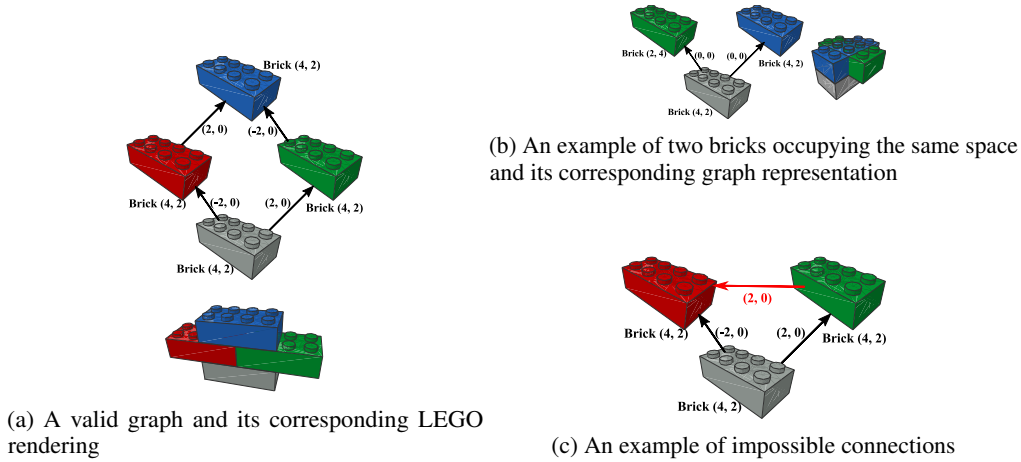 Brick (4, 2)
(2, 0)
(-2, 0)
Brick (4, 2)
(-2, 0)
(2, 0)
Brick (4, 2)
Brick (4, 2)
(a) A valid graph and its corresponding LEGO
rendering
Brick (2, 4)
(0, 0)
(0, 0)
Brick (4, 2)
Brick (4, 2)
(b) An example of two bricks occupying the same space
and its corresponding graph representation
(2, 0)
Brick (4, 2)
(-2, 0)
(2, 0)
Brick (4, 2)
Brick (4, 2)
(c) An example of impossible connections